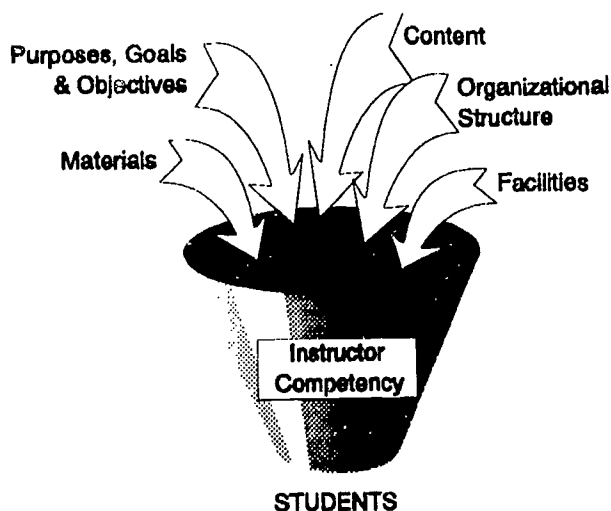 Content
Purposes, Goals
& Objectives
Organizational
Structure
Materials
Facilities
Instructor
Competency
STUDENTS